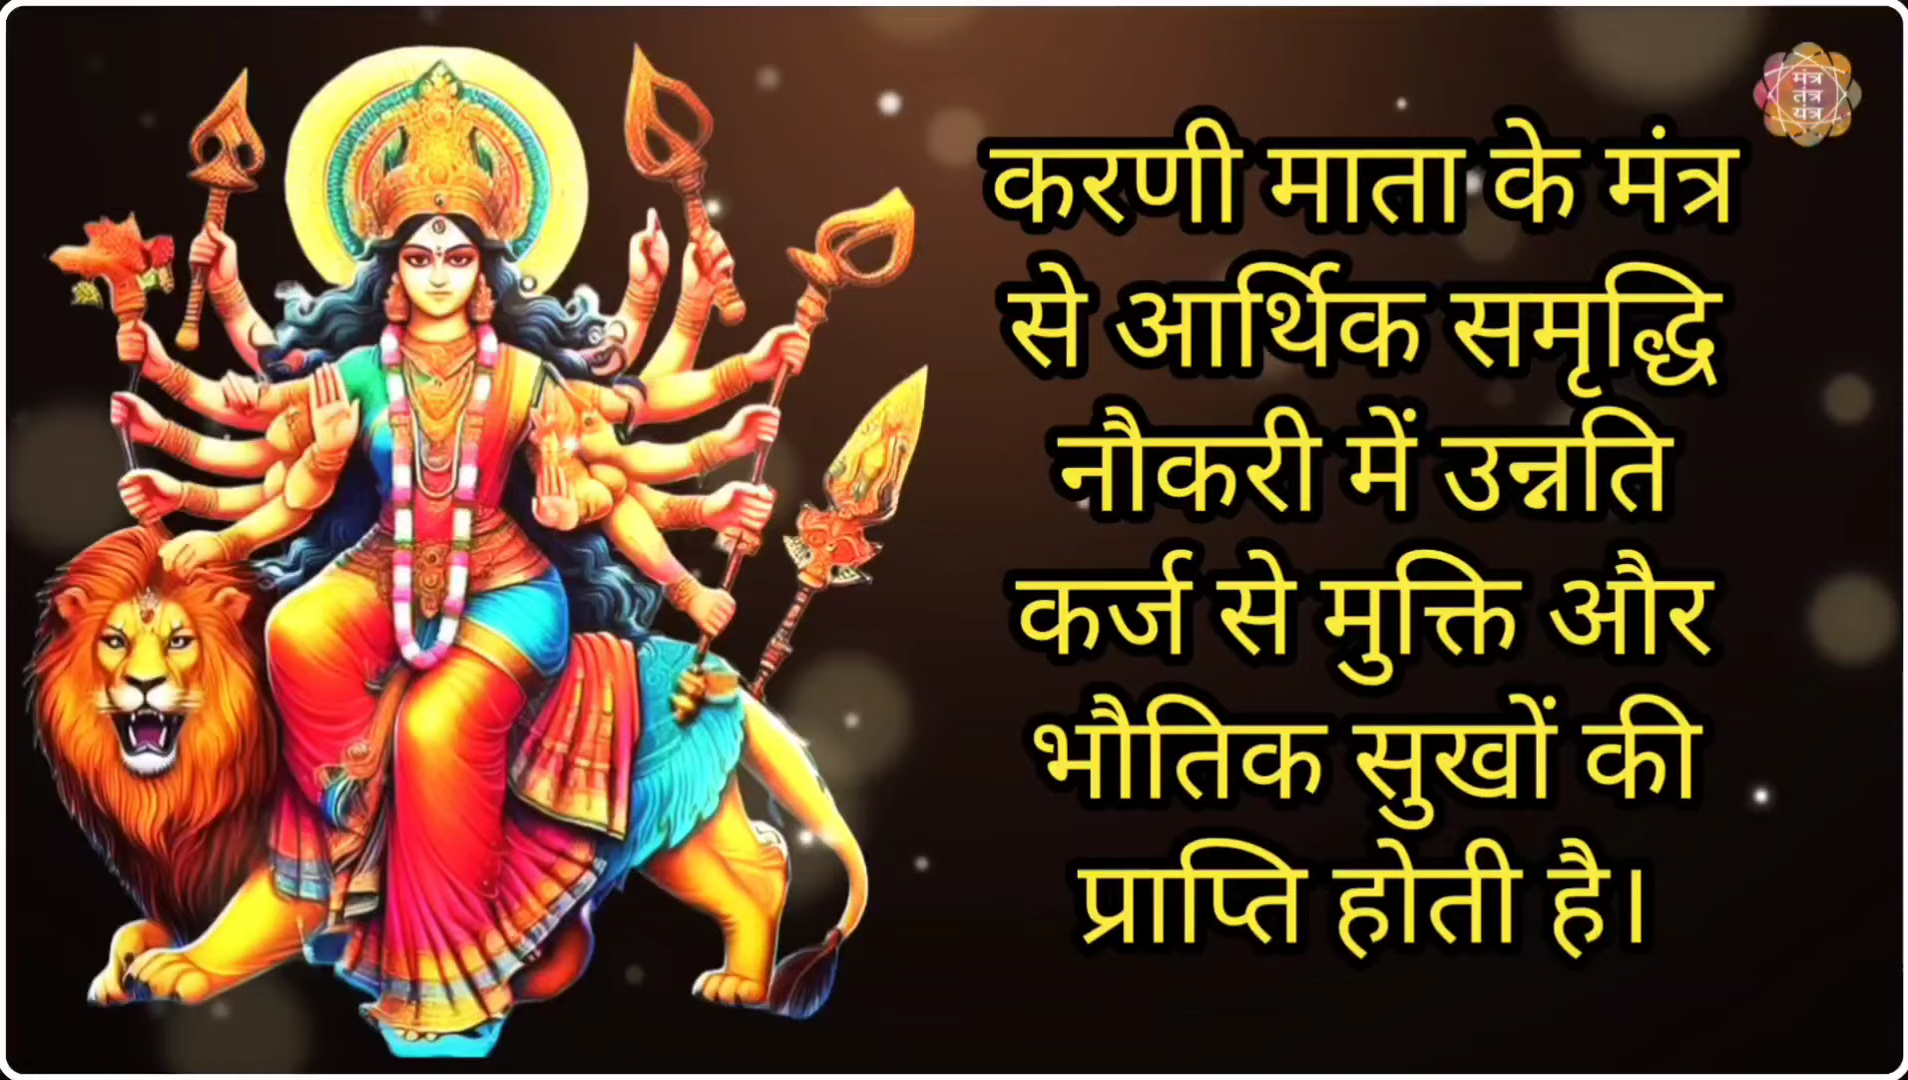 करणी माता के मंत्र
से आर्थिक समृद्धि
नौकरी में उन्नति
कर्ज से मुक्ति और
भौतिक सुखों की
प्राप्ति होती है।
मंत्र
तंत्र
यंत्र